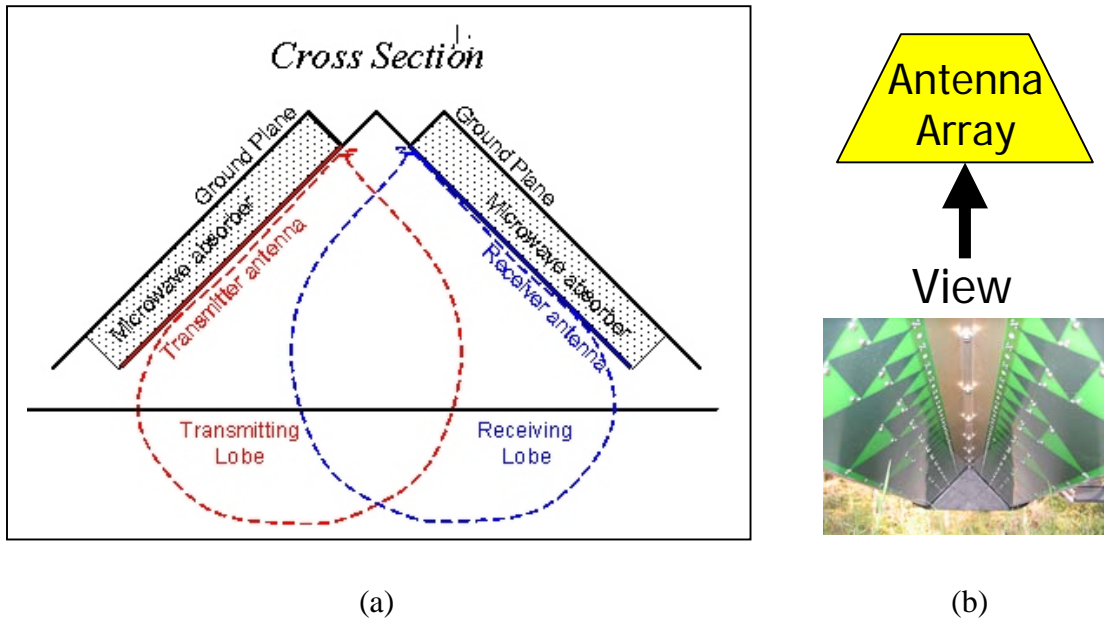 Cross Section
Ground Plane
Microwave absorber
Transmitter antenna
Ground Plane
Microwave absorber
Receiver antenna
Transmitting
Lobe
Receiving
Lobe
(a)
Antenna
Array
View
(b)